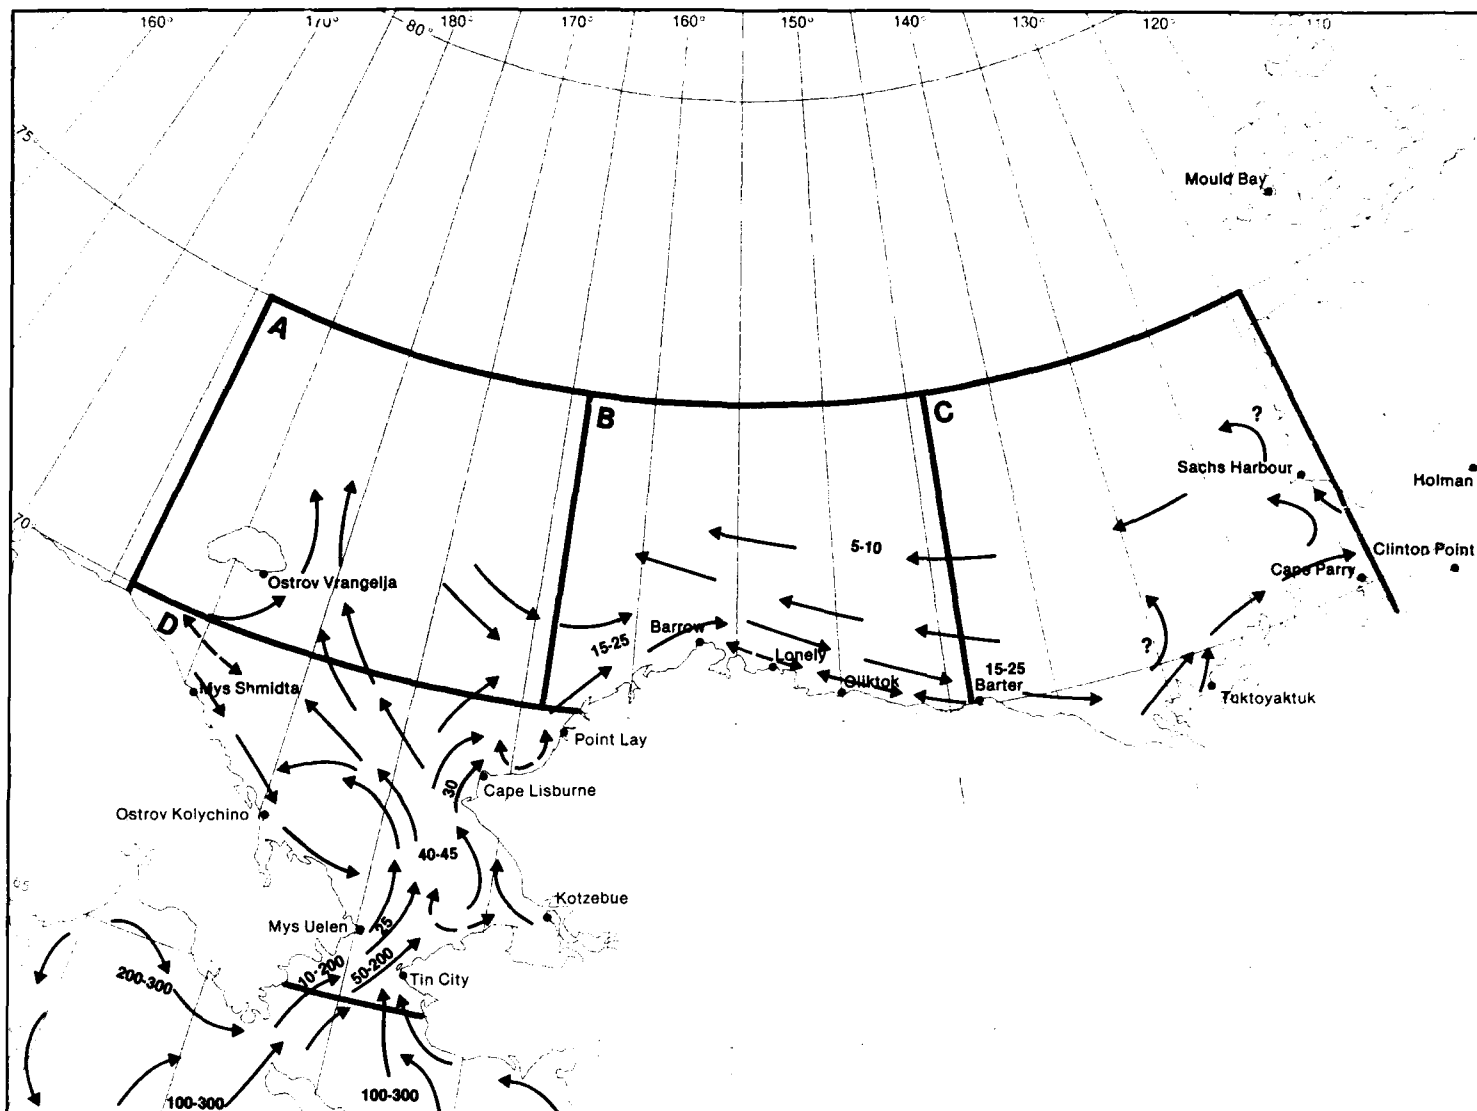 160° 170° 180° 170° 160° 150° 140° 130° 120° 110
80°
75°
Mould Bay
A
B
C
?
Sachs Harbour
Holman
70
5-10
Clinton Point
Cape Parry
Ostrov Vrangelja
D
Barrow
15-25
Lonely
?
15-25
Mys Shmidta
Oliktok
Barter
Tuktoyaktuk
Point Lay
30
Cape Lisburne
Ostrov Kolychino
40-45
65
Kotzebue
Mys Uelen
25
10-200
50-200
200-300
Tin City
100-300
100-300